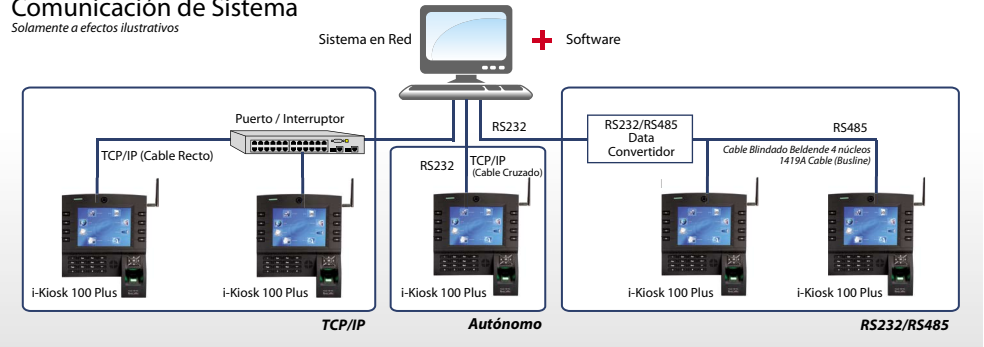 Comunicación de Sistema
Solamente a efectos ilustrativos
Sistema en Red
Software
Puerto / Interruptor
TCP/IP (Cable Recto)
i-Kiosk 100 Plus
i-Kiosk 100 Plus
TCP/IP
RS232
TCP/IP
(Cable Cruzado)
i-Kiosk 100 Plus
Autónomo
RS232
RS232/RS485
Data
Convertidor
RS485
Cable Blindado Beldende 4 núcleos
1419A Cable (Busline)
i-Kiosk 100 Plus
i-Kiosk 100 Plus
RS232/RS485